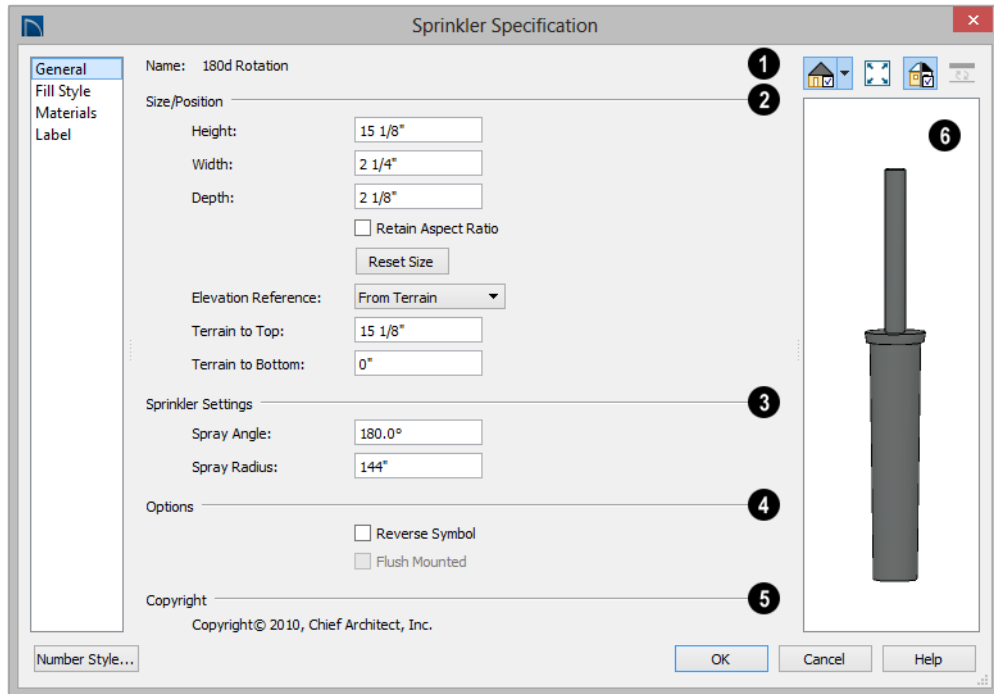 Sprinkler Specification
General
Fill Style
Materials
Label
Name: 180d Rotation
1
Size/Position
2
Height: 15 1/8"
Width: 2 1/4"
Depth: 2 1/8"
Retain Aspect Ratio
Reset Size
Elevation Reference: From Terrain
Terrain to Top: 15 1/8"
Terrain to Bottom: 0"
Sprinkler Settings
3
Spray Angle: 180.0°
Spray Radius: 144"
Options
4
Reverse Symbol
Flush Mounted
Copyright
5
Copyright© 2010, Chief Architect, Inc.
6
Number Style...
OK
Cancel
Help